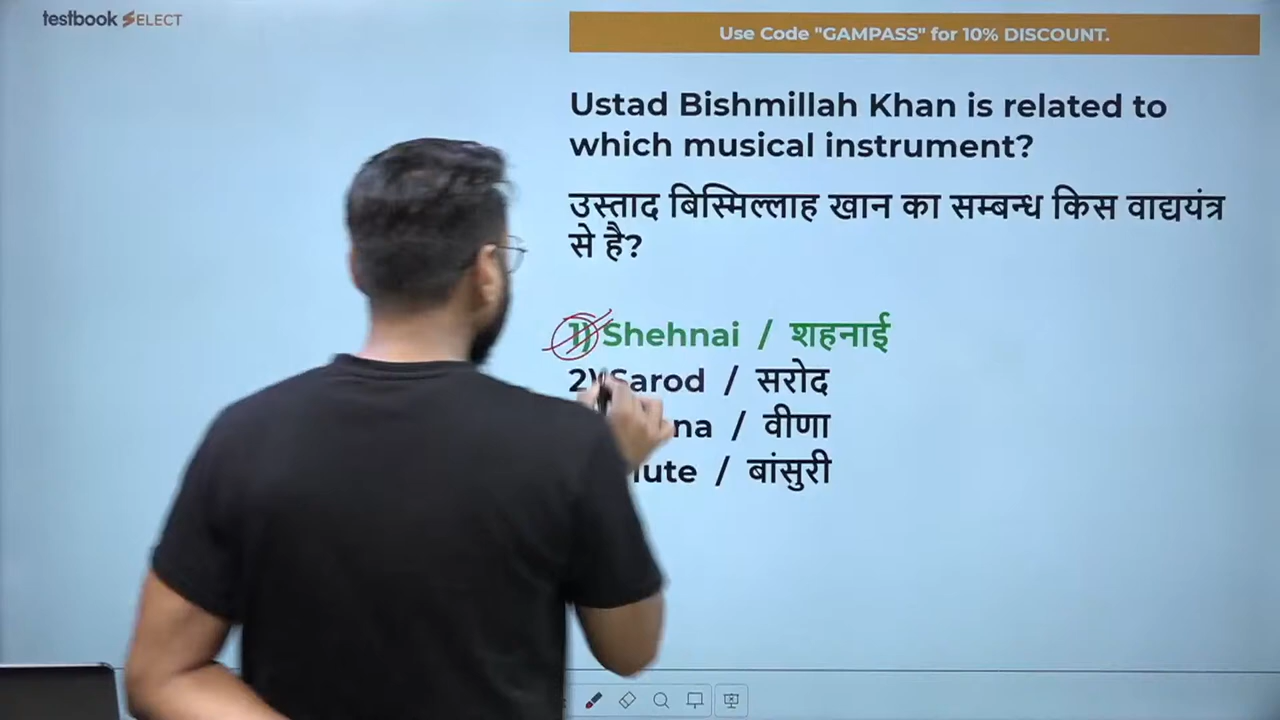 testbook SELECT
Use Code "GAMPASS" for 10% DISCOUNT.
Ustad Bishmillah Khan is related to
which musical instrument?
उस्ताद बिस्मिल्लाह खान का सम्बन्ध किस वाद्ययंत्र
से है?
1) Shehnai / शहनाई
2) Sarod / सरोद
/ वीणा
/ बांसुरी